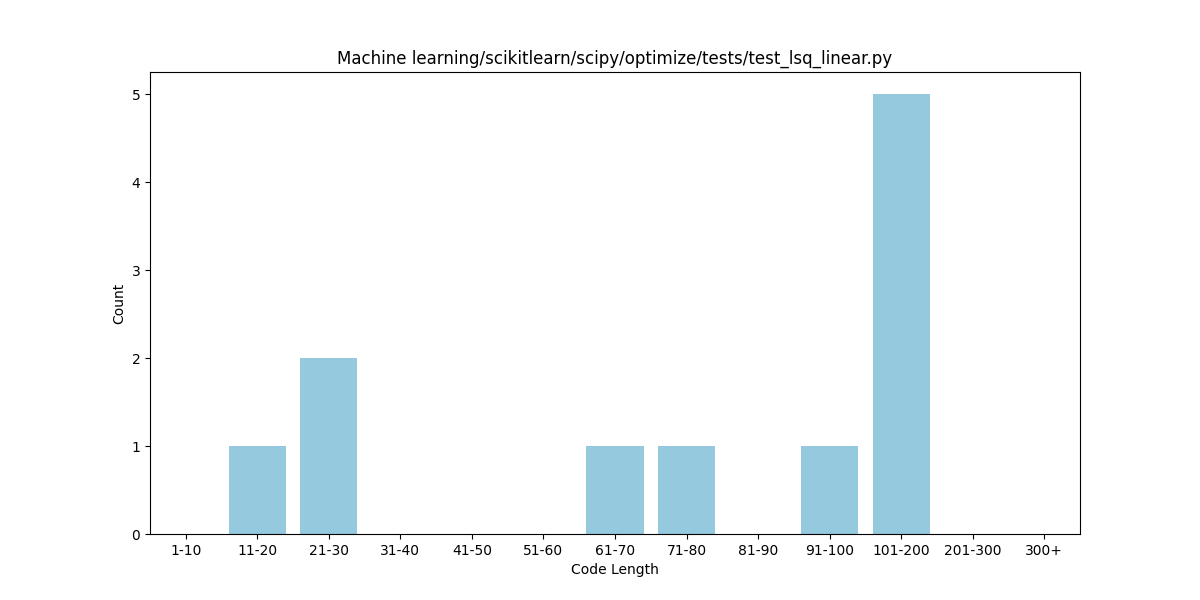 Machine learning/scikitlearn/scipy/optimize/tests/test_lsq_linear.py
5
4
3
2
1
0
Count
1-10 11-20 21-30 31-40 41-50 51-60 61-70 71-80 81-90 91-100 101-200 201-300 300+
Code Length